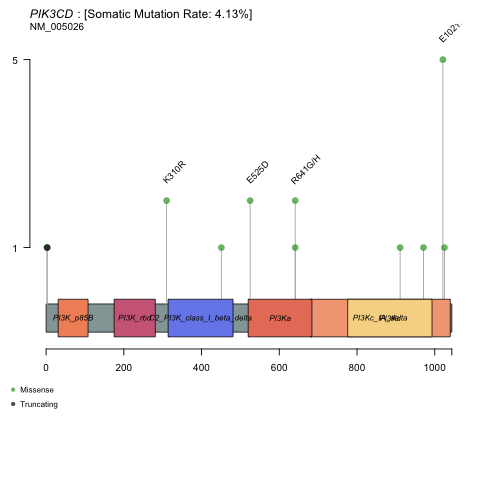 PIK3CD : [Somatic Mutation Rate: 4.13%]
NM_005026
5
1
K310R
E525D
R641G/H
PI3K_p85B
PI3K_rbd
C2_PI3K_class_I_beta_delta
PI3Ka
PI3Kc_IA_delta
0
200
400
600
800
1000
Missense
Truncating